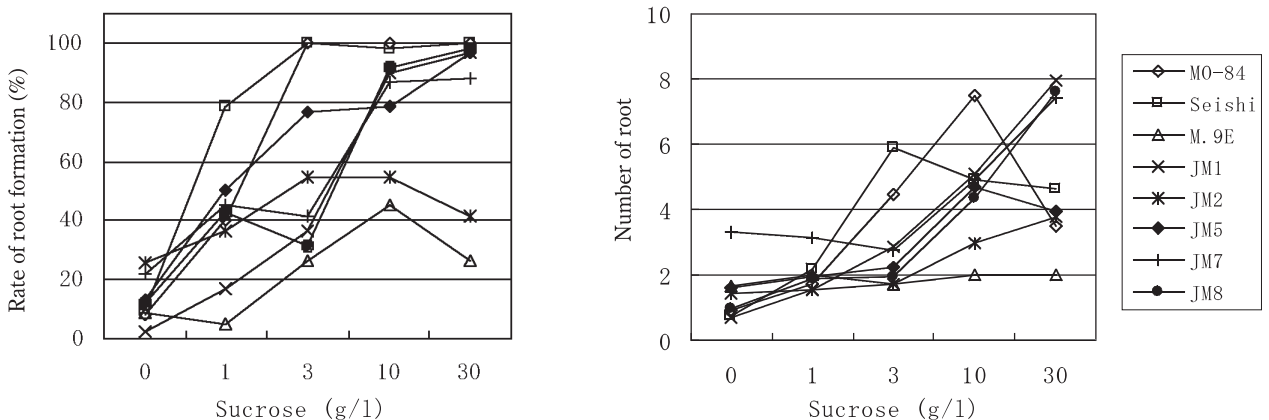 Rate of root formation (%)
100
80
60
40
20
0
0 1 3 10 30
Sucrose (g/l)
Number of root
10
8
6
4
2
0
0 1 3 10 30
Sucrose (g/l)
MO-84
Seishi
M.9E
JM1
JM2
JM5
JM7
JM8